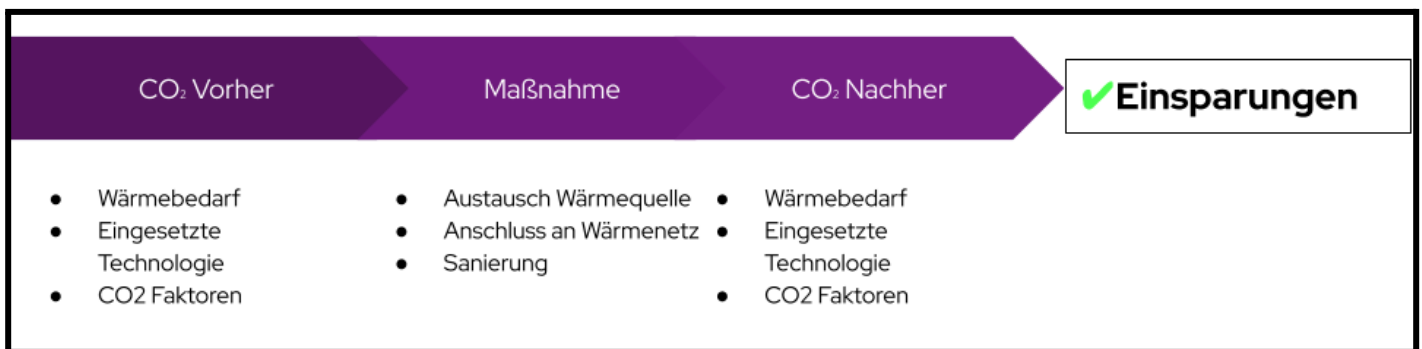 CO₂ Vorher
Maßnahme
CO₂ Nachher
✔Einsparungen
● Wärmebedarf
● Eingesetzte
Technologie
● CO2 Faktoren
● Austausch Wärmequelle
● Anschluss an Wärmenetz
● Sanierung
● Wärmebedarf
● Eingesetzte
Technologie
● CO2 Faktoren